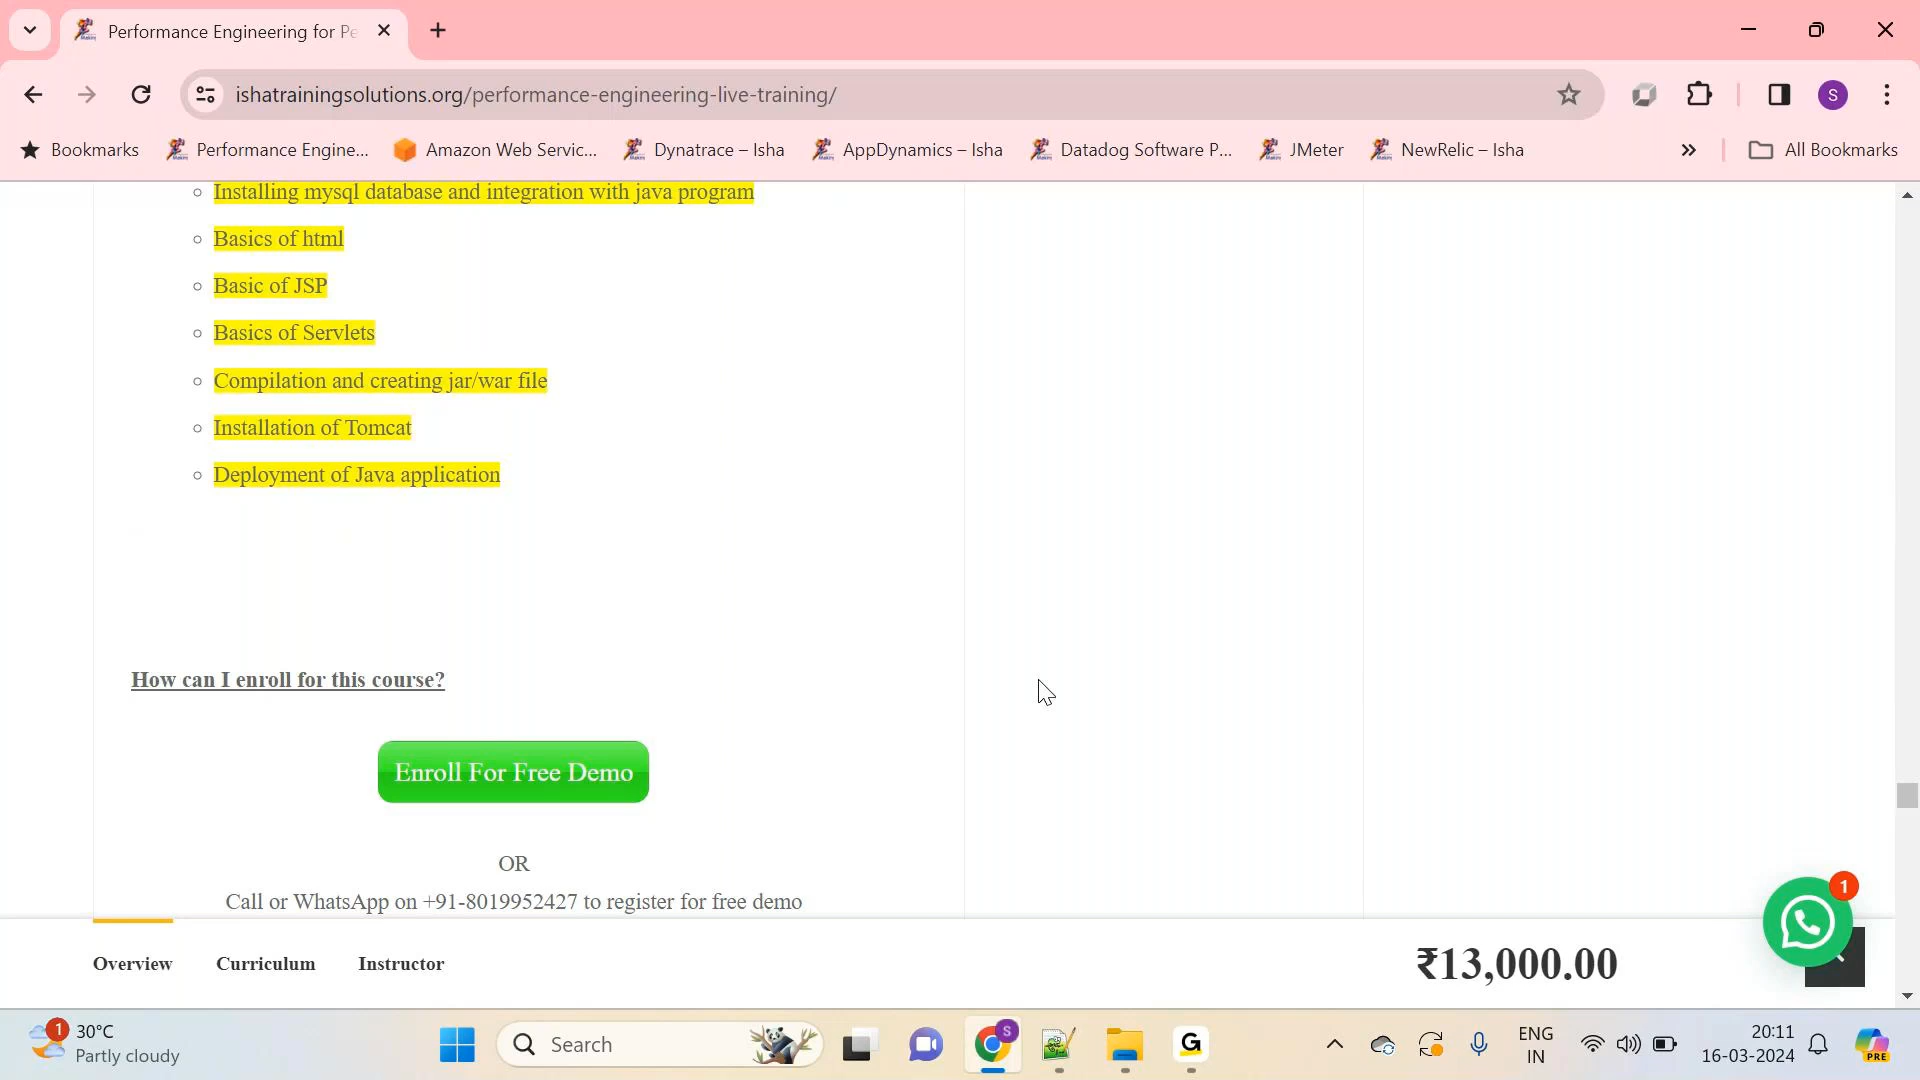 Performance Engineering for Pe
ishatrainingsolutions.org/performance-engineering-live-training/
S
Bookmarks
Performance Engine...
Amazon Web Servic...
Dynatrace – Isha
AppDynamics – Isha
Datadog Software P...
JMeter
NewRelic – Isha
All Bookmarks
Installing mysql database and integration with java program
Basics of html
Basic of JSP
Basics of Servlets
Compilation and creating jar/war file
Installation of Tomcat
Deployment of Java application
How can I enroll for this course?
Enroll For Free Demo
OR
Call or WhatsApp on +91-8019952427 to register for free demo
1
Overview
Curriculum
Instructor
₹13,000.00
1
30°C
Partly cloudy
Search
S
G
ENG
IN
20:11
16-03-2024
PRE